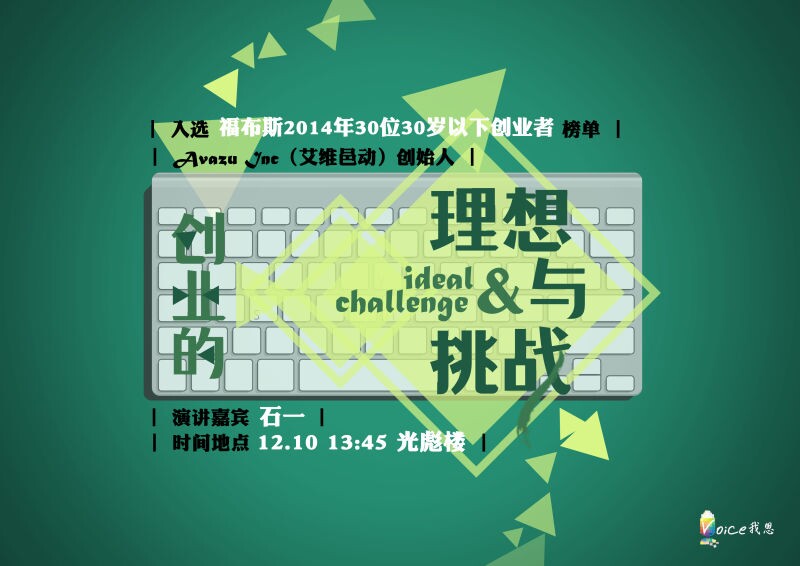 | 入选 福布斯2014年30位30岁以下创业者 榜单 |
| Avazu Inc（艾维邑动）创始人 |
创业的
理想
ideal
challenge & 与
挑战
| 演讲嘉宾 石一 |
| 时间地点 12.10 13:45 光彪楼 |
Voice我思